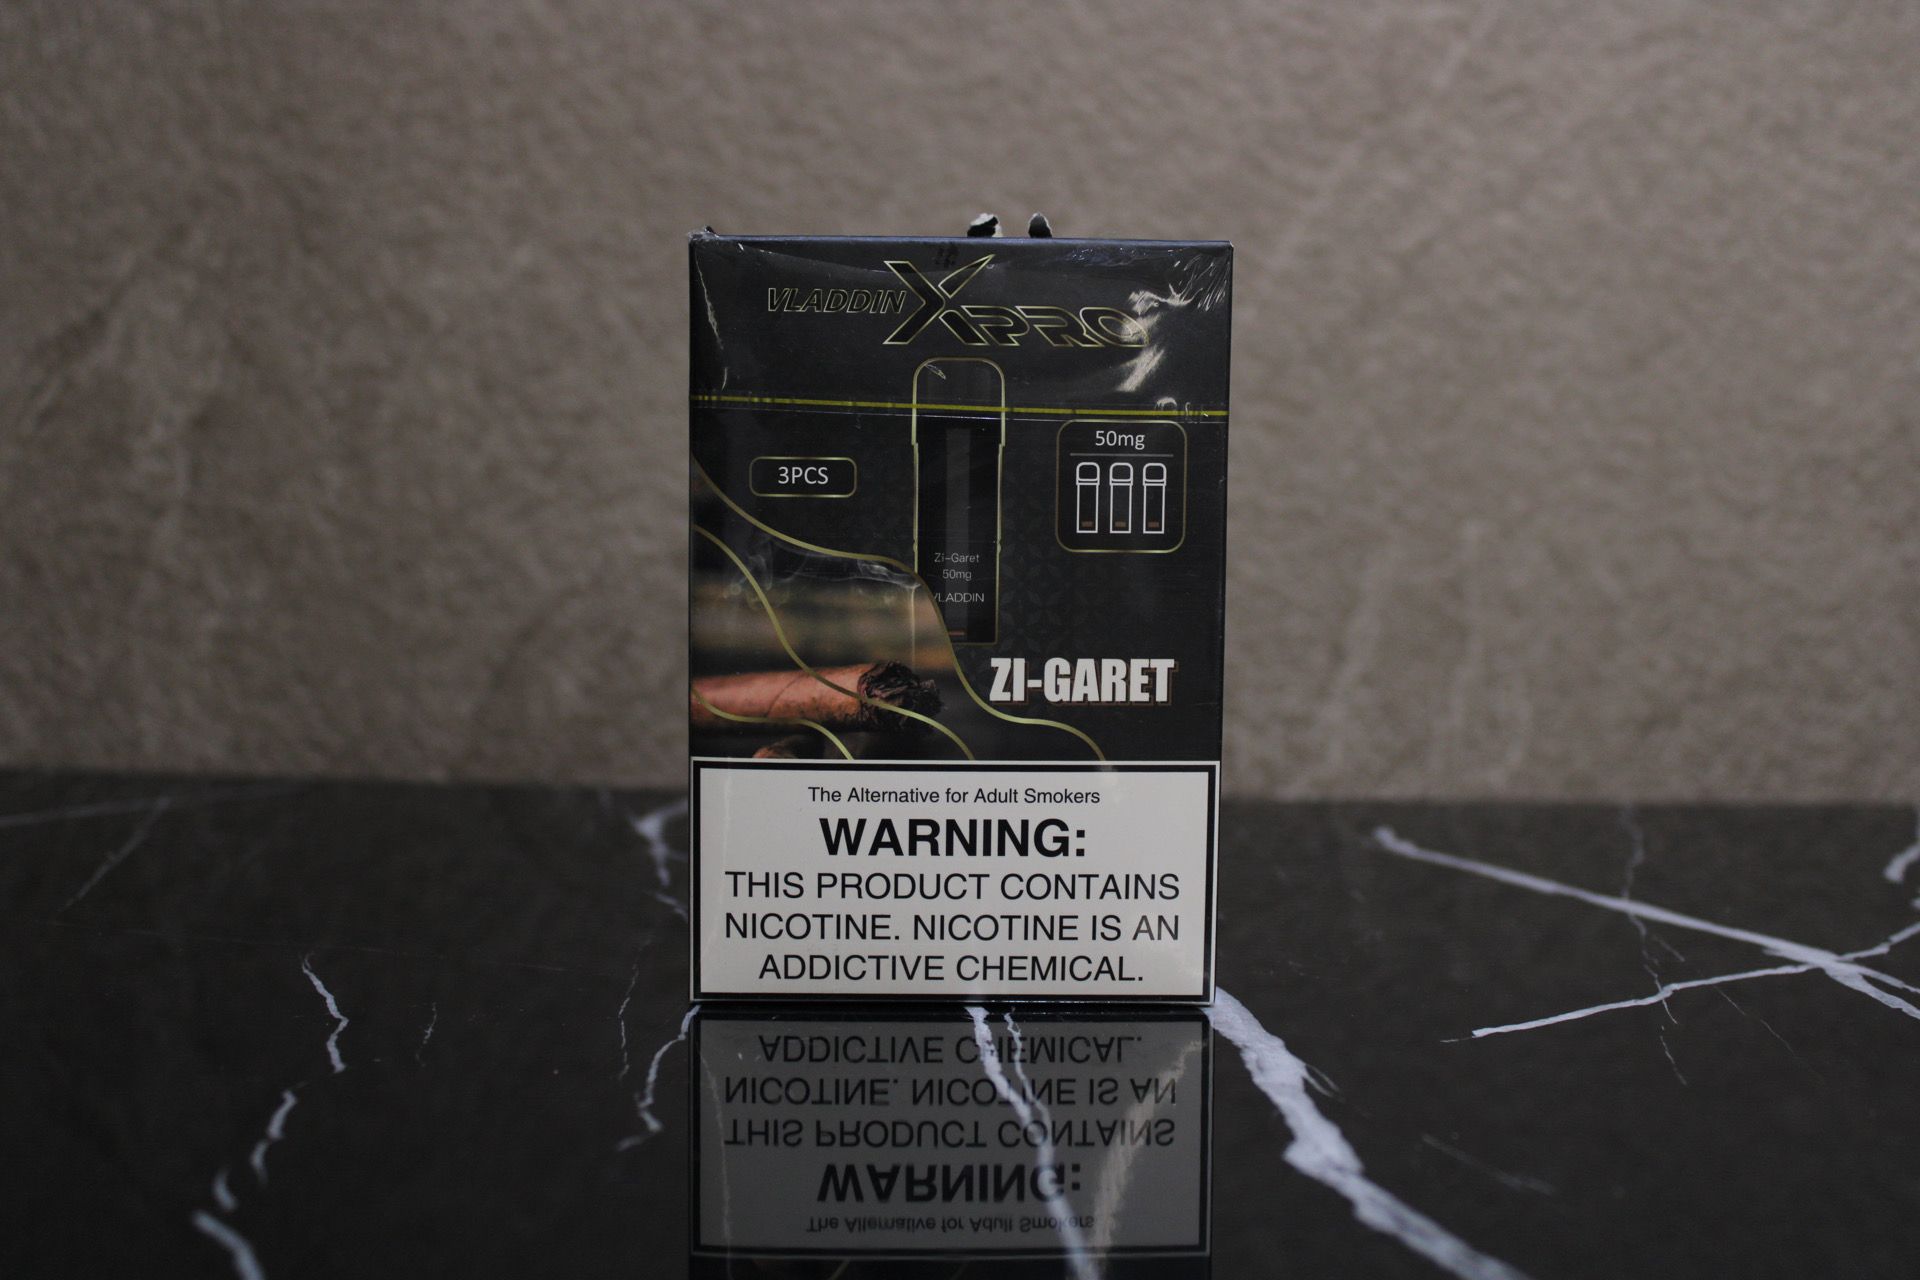 VLADDIN X PRO
50mg
3PCS
Zi-Garet
50mg
VLADDIN
ZI-GARET
The Alternative for Adult Smokers
WARNING:
THIS PRODUCT CONTAINS
NICOTINE. NICOTINE IS AN
ADDICTIVE CHEMICAL.